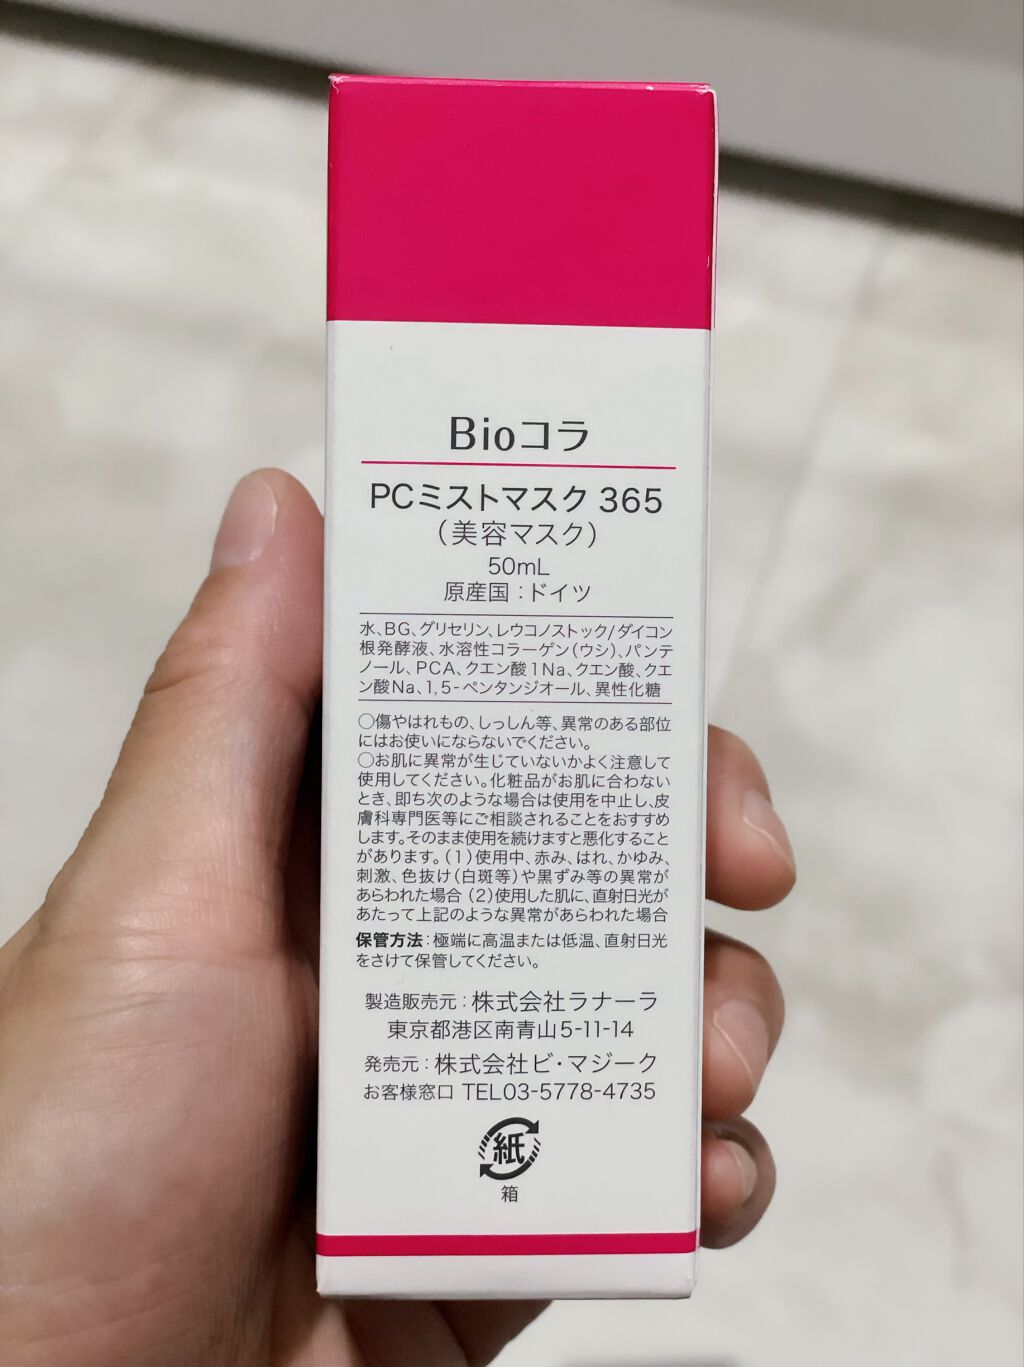 Bioコラ
PCミストマスク 365
（美容マスク）
50mL
原産国：ドイツ
水、BG、グリセリン、レウコノストック/ダイコン
根発酵液、水溶性コラーゲン（ウシ）、パンテ
ノール、PCA、クエン酸1Na、クエン酸、クエ
ン酸Na、1,5-ペンタンジオール、異性化糖
○傷やはれもの、しっしん等、異常のある部位
にはお使いにならないでください。
○お肌に異常が生じていないかよく注意して
使用してください。化粧品がお肌に合わない
とき、即ち次のような場合は使用を中止し、皮
膚科専門医等にご相談されることをおすすめ
します。そのまま使用を続けますと悪化すること
があります。（1）使用中、赤み、はれ、かゆみ、
刺激、色抜け（白斑等）や黒ずみ等の異常が
あらわれた場合（2）使用した肌に、直射日光が
あたって上記のような異常があらわれた場合
保管方法：極端に高温または低温、直射日光
をさけて保管してください。
製造販売元：株式会社ラナーラ
東京都港区南青山5-11-14
発売元：株式会社ビ・マジーク
お客様窓口 TEL03-5778-4735
紙
箱